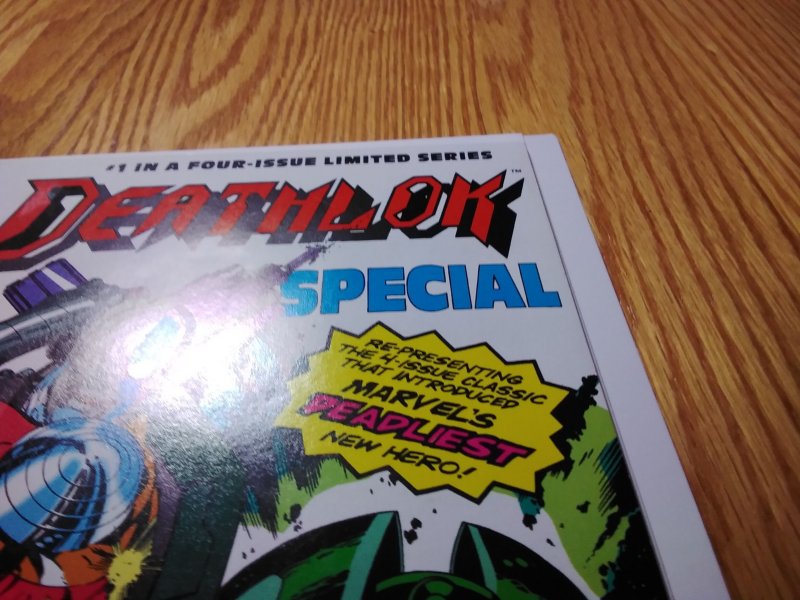 #1 IN A FOUR-ISSUE LIMITED SERIES
DEATHLOK™
SPECIAL
RE-PRESENTING
THE 4-ISSUE CLASSIC
THAT INTRODUCED
MARVEL'S
DEADLIEST
NEW HERO!